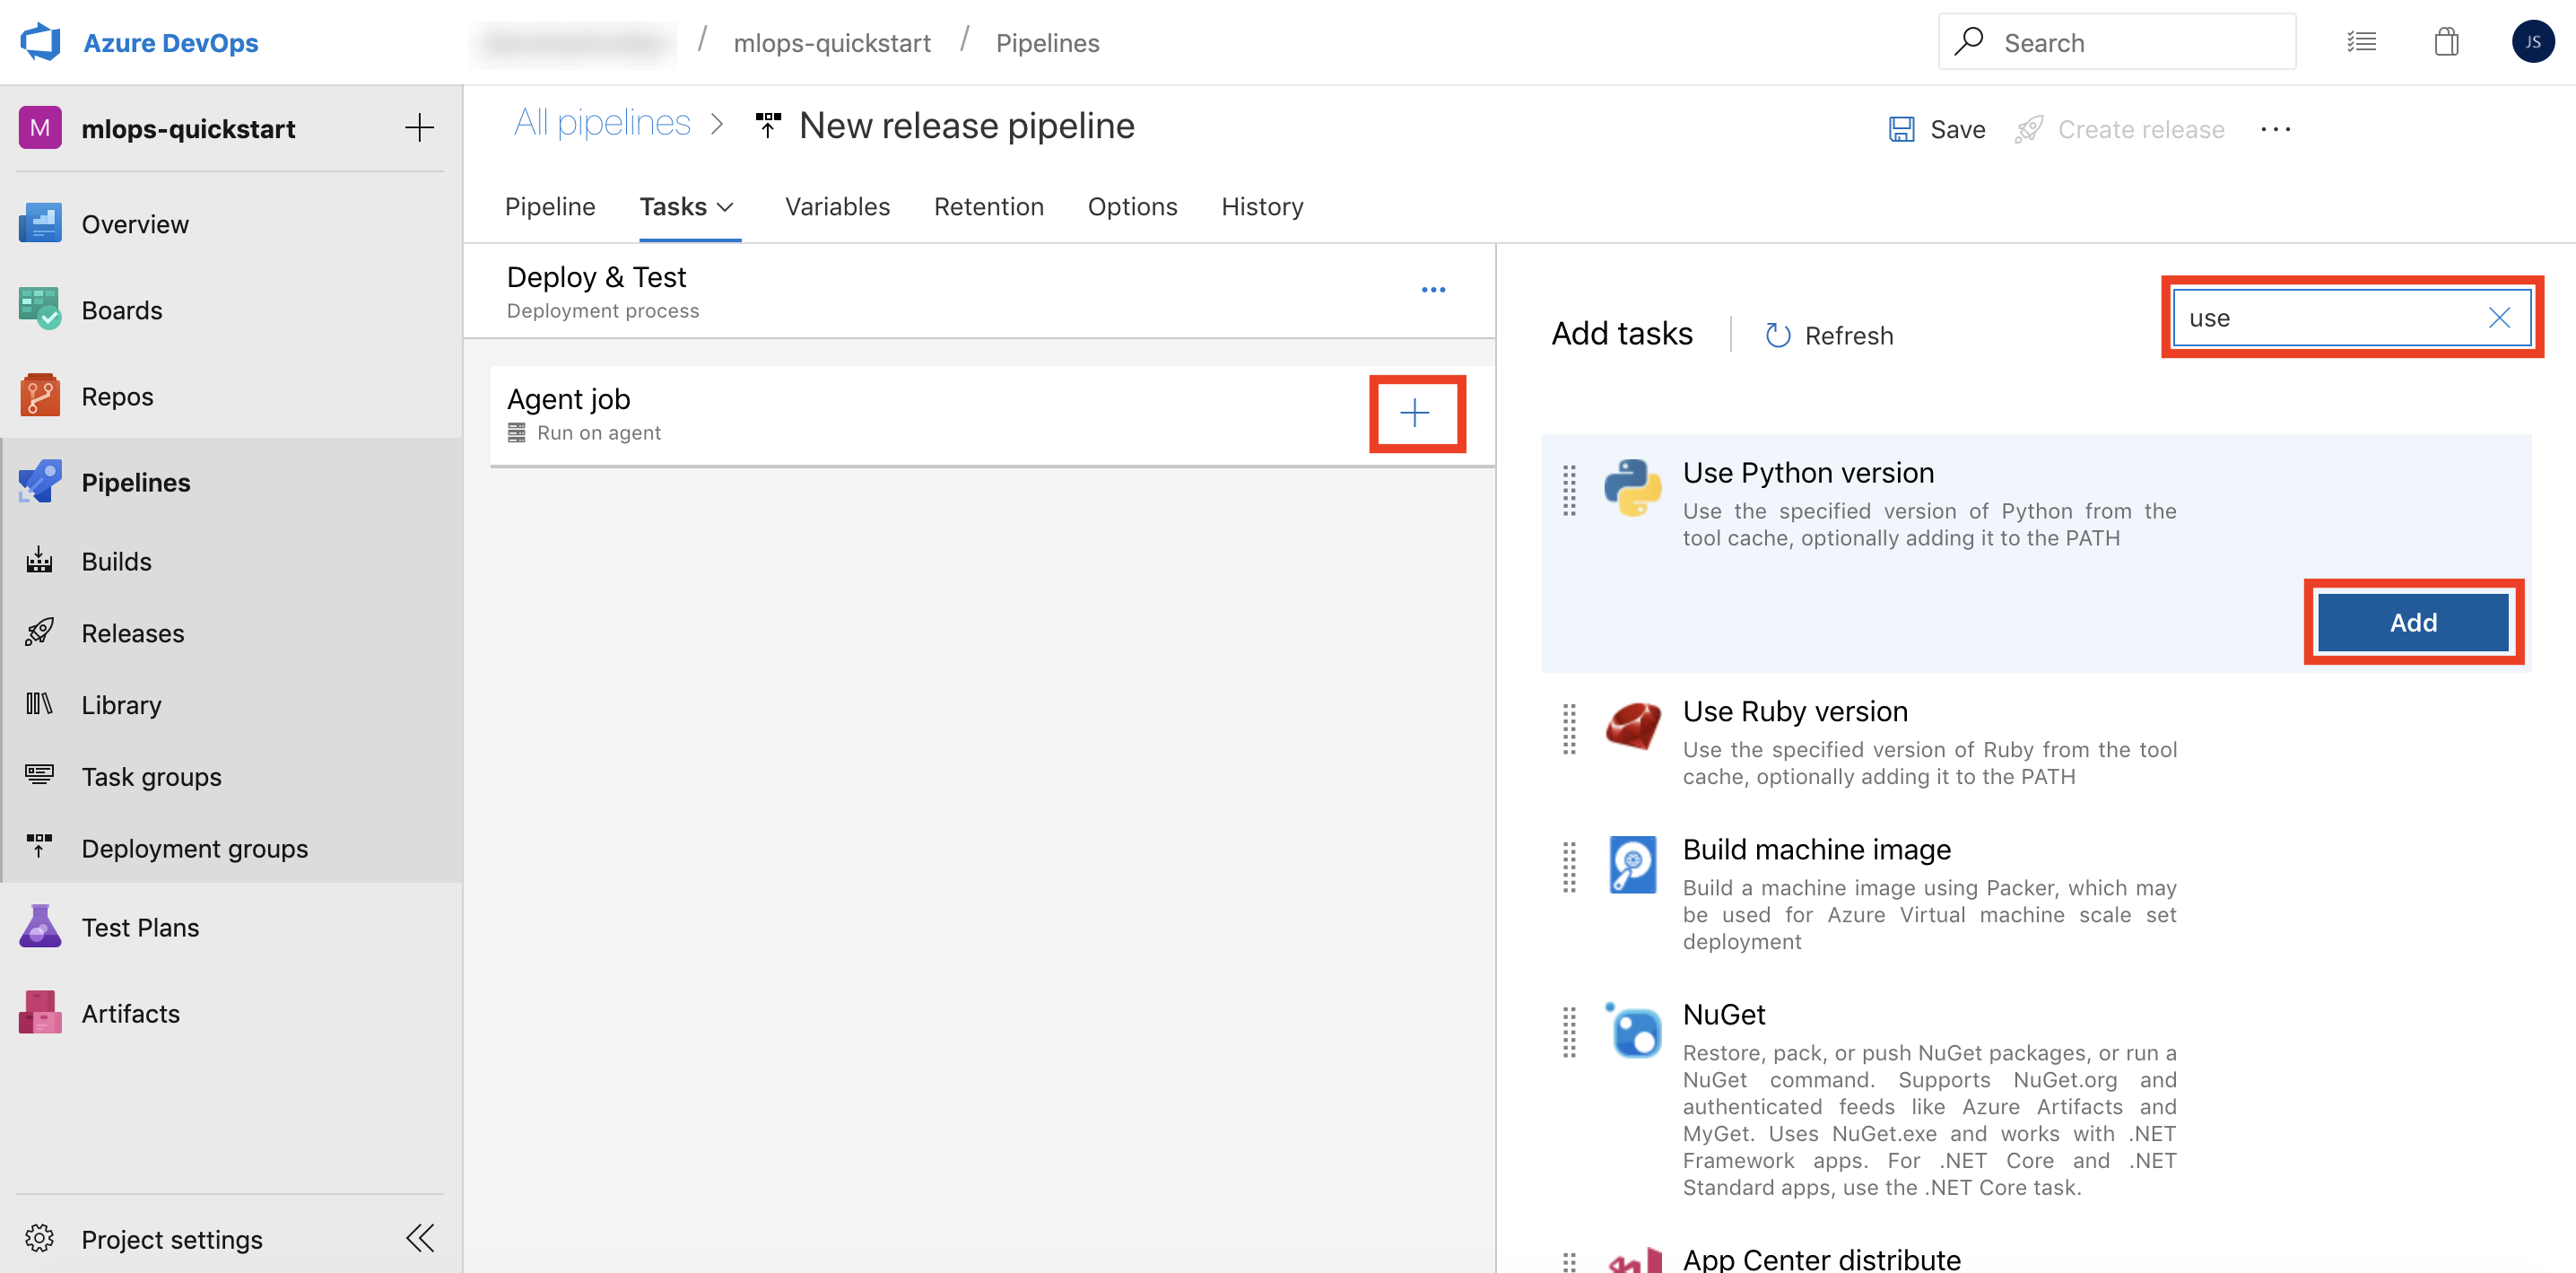 Azure DevOps
/ mlops-quickstart / Pipelines
Search
JS
M mlops-quickstart
Overview
Boards
Repos
Pipelines
Builds
Releases
Library
Task groups
Deployment groups
Test Plans
Artifacts
Project settings
All pipelines > New release pipeline
Save Create release ...
Pipeline Tasks Variables Retention Options History
Deploy & Test
Deployment process
Agent job
Run on agent
Add tasks Refresh
use
Use Python version
Use the specified version of Python from the
tool cache, optionally adding it to the PATH
Add
Use Ruby version
Use the specified version of Ruby from the tool
cache, optionally adding it to the PATH
Build machine image
Build a machine image using Packer, which may
be used for Azure Virtual machine scale set
deployment
NuGet
Restore, pack, or push NuGet packages, or run a
NuGet command. Supports NuGet.org and
authenticated feeds like Azure Artifacts and
MyGet. Uses NuGet.exe and works with .NET
Framework apps. For .NET Core and .NET
Standard apps, use the .NET Core task.
App Center distribute